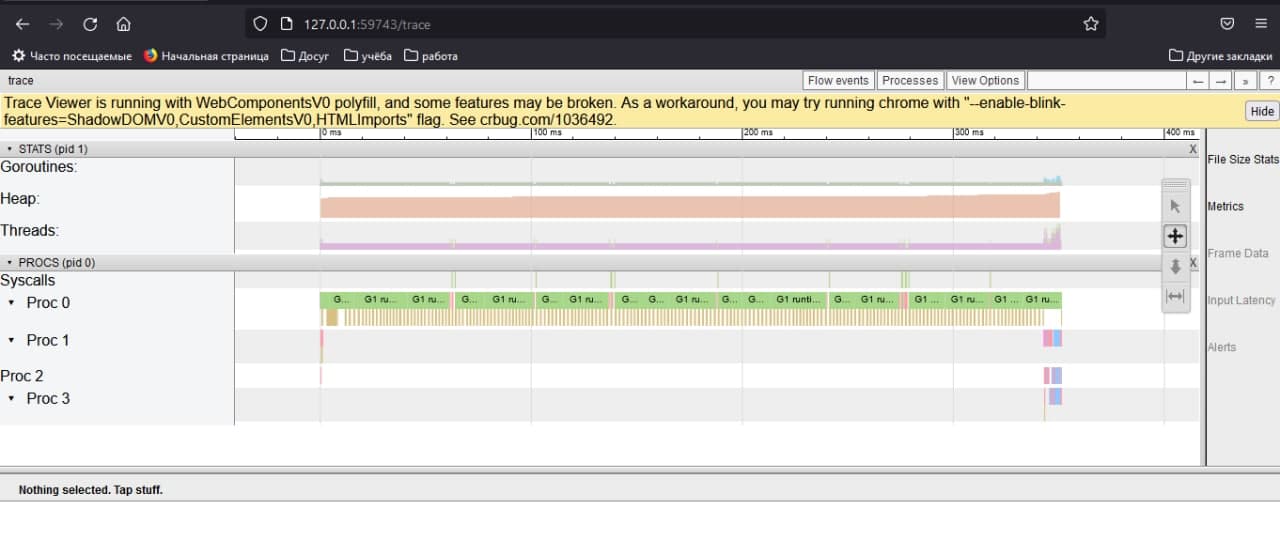 127.0.0.1:59743/trace
Часто посещаемые Начальная страница Досуг учёба работа Другие закладки
trace Flow events Processes View Options ← → » ?
Trace Viewer is running with WebComponentsV0 polyfill, and some features may be broken. As a workaround, you may try running chrome with "--enable-blink-
features=ShadowDOMV0,CustomElementsV0,HTMLImports" flag. See crbug.com/1036492. Hide
0 ms 100 ms 200 ms 300 ms 400 ms
STATS (pid 1) X
Goroutines:
Heap:
Threads:
PROCS (pid 0) X
Syscalls
Proc 0 G... G1 ru... G1 ru... G... G1 ru... G... G1 ru... G... G... G1 ru... G... G... G1 runti... G... G1 ru... G1 ... G1 ru... G1 ... G1 ru...
Proc 1
Proc 2
Proc 3
File Size Stats
Metrics
Frame Data
Input Latency
Alerts
Nothing selected. Tap stuff.